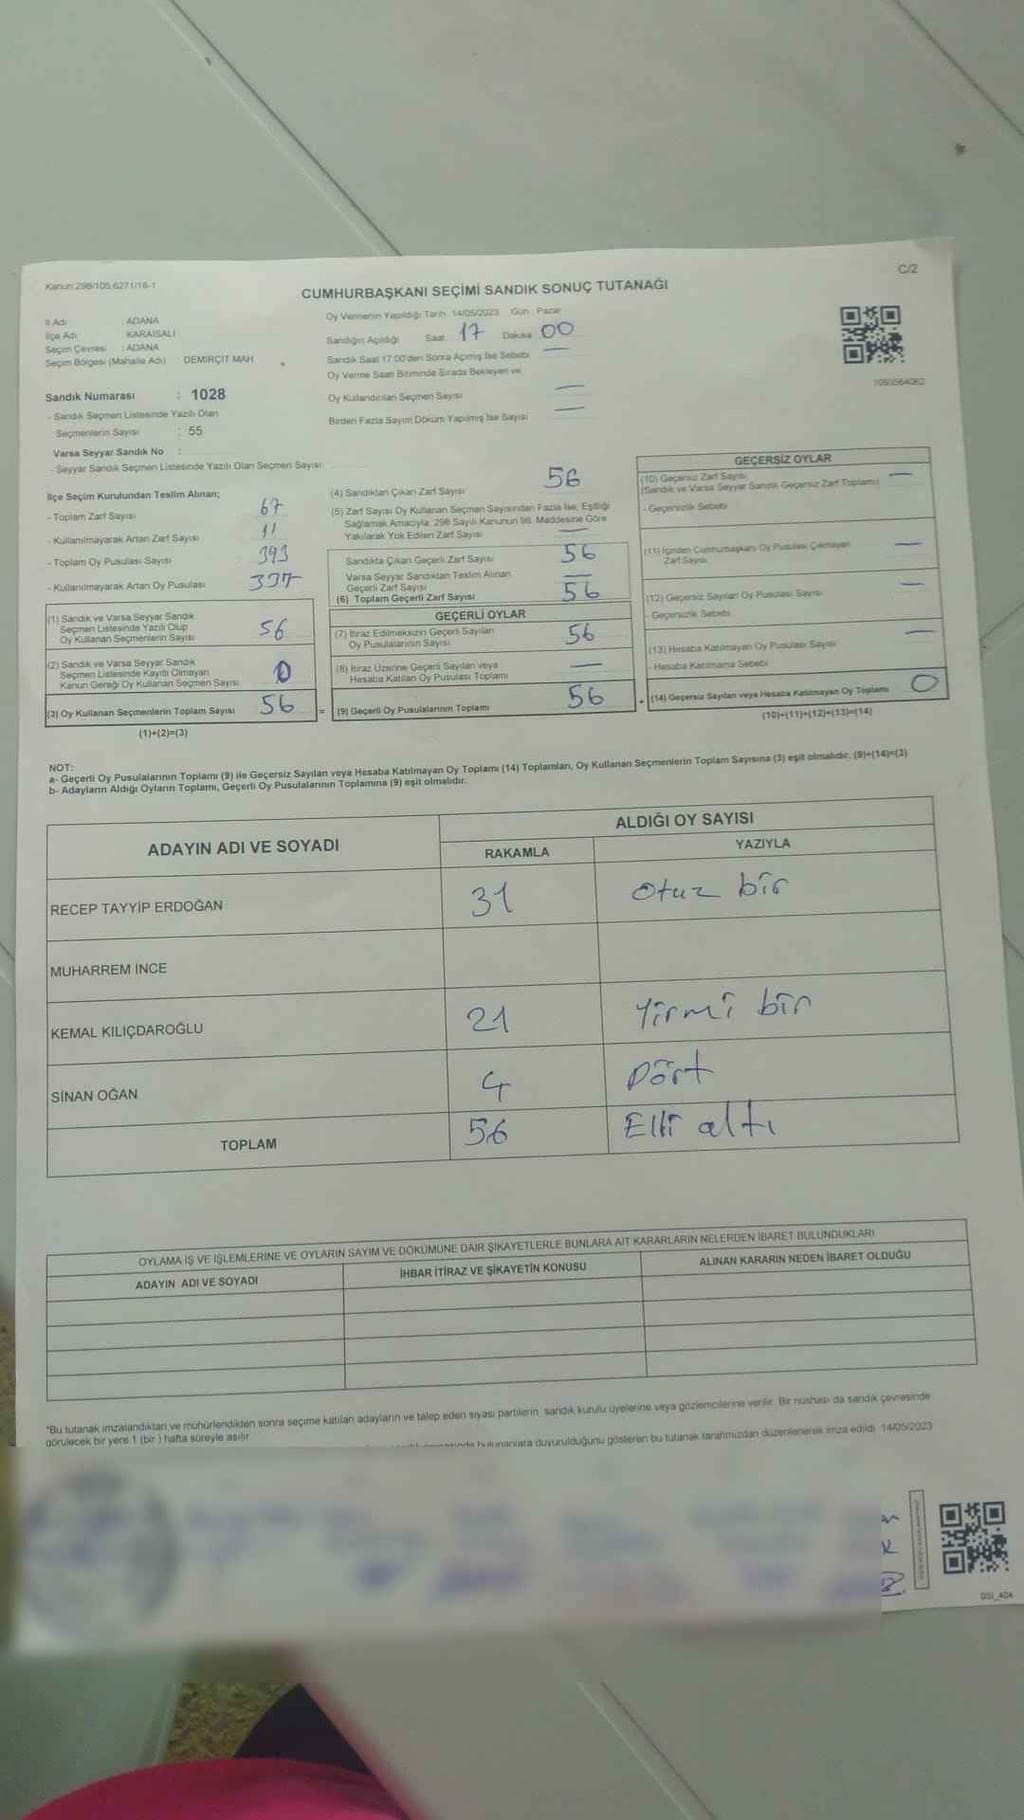 Kanun:298/105,6271/18-1
C/2
CUMHURBAŞKANI SEÇİMİ SANDIK SONUÇ TUTANAĞI
İl Adı : ADANA
İlçe Adı : KARAİSALI
Seçim Çevresi : ADANA
Seçim Bölgesi (Mahalle Adı) DEMİRÇİT MAH.
Sandık Numarası : 1028
- Sandık Seçmen Listesinde Yazılı Olan
Seçmenlerin Sayısı : 55
Varsa Seyyar Sandık No :
- Seyyar Sandık Seçmen Listesinde Yazılı Olan Seçmen Sayısı
Oy Vermenin Yapıldığı Tarih 14/05/2023 Gün : Pazar
Sandığın Açıldığı Saat 17 Dakika 00
Sandık Saat 17:00'den Sonra Açmış İse Sebebi —
Oy Verme Saati Bitiminde Sırada Bekleyen ve
Oy Kullandırılan Seçmen Sayısı —
Birden Fazla Sayım Döküm Yapılmış İse Sayısı —
1080564062
İlçe Seçim Kurulundan Teslim Alınan;
- Toplam Zarf Sayısı 67
- Kullanılmayarak Artan Zarf Sayısı 11
- Toplam Oy Pusulası Sayısı 393
- Kullanılmayarak Artan Oy Pusulası 337
(1) Sandık ve Varsa Seyyar Sandık
Seçmen Listesinde Yazılı Olup
Oy Kullanan Seçmenlerin Sayısı 56
(2) Sandık ve Varsa Seyyar Sandık
Seçmen Listesinde Kayıtlı Olmayan
Kanun Gereği Oy Kullanan Seçmen Sayısı 0
(3) Oy Kullanan Seçmenlerin Toplam Sayısı 56
(1)+(2)=(3)
(4) Sandıktan Çıkan Zarf Sayısı 56
(5) Zarf Sayısı Oy Kullanan Seçmen Sayısından Fazla İse, Eşitliği
Sağlamak Amacıyla, 298 Sayılı Kanunun 98. Maddesine Göre
Yakılarak Yok Edilen Zarf Sayısı —
Sandıkta Çıkan Geçerli Zarf Sayısı 56
Varsa Seyyar Sandıktan Teslim Alınan
Geçerli Zarf Sayısı —
(6) Toplam Geçerli Zarf Sayısı 56
GEÇERLİ OYLAR
(7) İtiraz Edilmeksizin Geçerli Sayılan
Oy Pusulalarının Sayısı 56
(8) İtiraz Üzerine Geçerli Sayılan veya
Hesaba Katılan Oy Pusulası Toplamı —
= (9) Geçerli Oy Pusulalarının Toplamı 56
GEÇERSİZ OYLAR
(10) Geçersiz Zarf Sayısı —
(Sandık ve Varsa Seyyar Sandık Geçersiz Zarf Toplamı)
- Geçersizlik Sebebi
(11) İçinden Cumhurbaşkanı Oy Pusulası Çıkmayan —
Zarf Sayısı
(12) Geçersiz Sayılan Oy Pusulası Sayısı —
- Geçersizlik Sebebi
(13) Hesaba Katılmayan Oy Pusulası Sayısı —
- Hesaba Katılmama Sebebi
+ (14) Geçersiz Sayılan veya Hesaba Katılmayan Oy Toplamı 0
(10)+(11)+(12)+(13)=(14)
NOT:
a- Geçerli Oy Pusulalarının Toplamı (9) ile Geçersiz Sayılan veya Hesaba Katılmayan Oy Toplamı (14) Toplamları, Oy Kullanan Seçmenlerin Toplam Sayısına (3) eşit olmalıdır. (9)+(14)=(3)
b- Adayların Aldığı Oyların Toplamı, Geçerli Oy Pusulalarının Toplamına (9) eşit olmalıdır.
ADAYIN ADI VE SOYADI
ALDIĞI OY SAYISI
RAKAMLA YAZIYLA
RECEP TAYYİP ERDOĞAN 31 Otuz bir
MUHARREM İNCE
KEMAL KILIÇDAROĞLU 21 Yirmi bir
SİNAN OĞAN 4 Dört
TOPLAM 56 Elli altı
OYLAMA İŞ VE İŞLEMLERİNE VE OYLARIN SAYIM VE DÖKÜMÜNE DAİR ŞİKAYETLERLE BUNLARA AİT KARARLARIN NELERDEN İBARET BULUNDUKLARI
ADAYIN ADI VE SOYADI İHBAR İTİRAZ VE ŞİKAYETİN KONUSU ALINAN KARARIN NEDEN İBARET OLDUĞU
*Bu tutanak imzalandıktan ve mühürlendikten sonra seçime katılan adayların ve talep eden siyasi partilerin sandık kurulu üyelerine veya gözlemcilerine verilir. Bir nüshası da sandık çevresinde
görülecek bir yere 1 (bir) hafta süreyle asılır.
bulunanlara duyurulduğunu gösteren bu tutanak tarafımızdan düzenlenerek imza edildi 14/05/2023